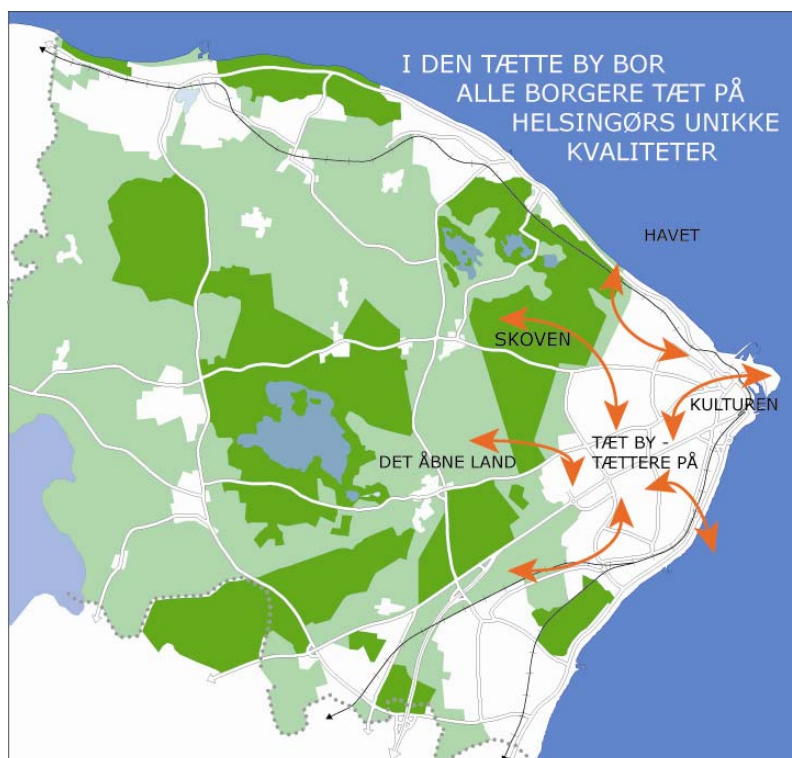 I DEN TÆTTE BY BOR
ALLE BORGERE TÆT PÅ
HELSINGØRS UNIKKE
KVALITETER
HAVET
SKOVEN
KULTUREN
TÆT BY -
TÆTTERE PÅ
DET ÅBNE LAND